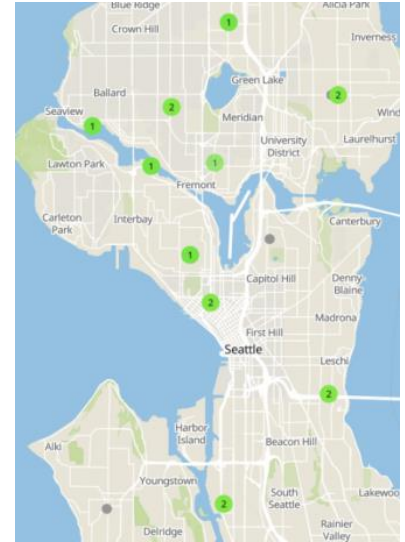 Blue Ridge
Alicia Park
1
Crown Hill
Inverness
Green Lake
Ballard
2
2
Seaview
Meridian
1
University
District
Laurelhurst
Lawton Park
1
1
Fremont
Carleton
Park
Interbay
Canterbury
1
Capitol Hill
Denny-
Blaine
2
Madrona
First Hill
Seattle
Leschi
2
Harbor
Island
Alki
Beacon Hill
Youngstown
South
Seattle
2
Delridge
Rainier
Valley